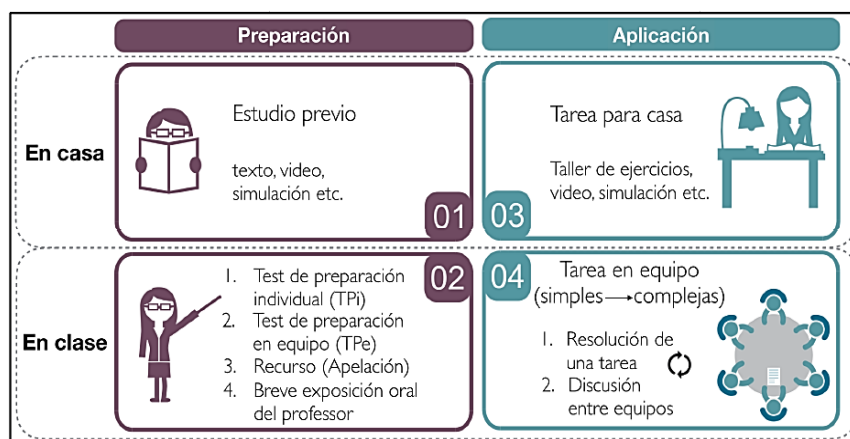 Preparación
Aplicación
En casa
Estudio previo
texto, video,
simulación etc.
01
03
Tarea para casa
Taller de ejercicios,
video, simulación etc.
En clase
1. Test de preparación
individual (TPi)
2. Test de preparación
en equipo (TPe)
3. Recurso (Apelación)
4. Breve exposición oral
del professor
02
04
Tarea en equipo
(simples→complejas)
1. Resolución de
una tarea
2. Discusión
entre equipos